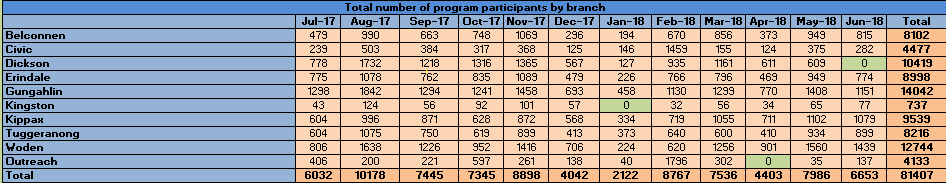 Total number of program participants by branch
Jul-17 Aug-17 Sep-17 Oct-17 Nov-17 Dec-17 Jan-18 Feb-18 Mar-18 Apr-18 May-18 Jun-18 Total
Belconnen 479 990 663 748 1069 296 194 670 856 373 949 815 8102
Civic 239 503 384 317 368 125 146 1459 155 124 375 282 4477
Dickson 778 1732 1218 1316 1365 567 127 935 1161 611 609 0 10419
Erindale 775 1078 762 835 1089 479 226 766 796 469 949 774 8998
Gungahlin 1298 1842 1294 1241 1458 693 458 1130 1299 770 1408 1151 14042
Kingston 43 124 56 92 101 57 0 32 56 34 65 77 737
Kippax 604 996 871 628 872 568 334 719 1055 711 1102 1079 9539
Tuggeranong 604 1075 750 619 899 413 373 640 600 410 934 899 8216
Woden 806 1638 1226 952 1416 706 224 620 1256 901 1560 1439 12744
Outreach 406 200 221 597 261 138 40 1796 302 0 35 137 4133
Total 6032 10178 7445 7345 8898 4042 2122 8767 7536 4403 7986 6653 81407